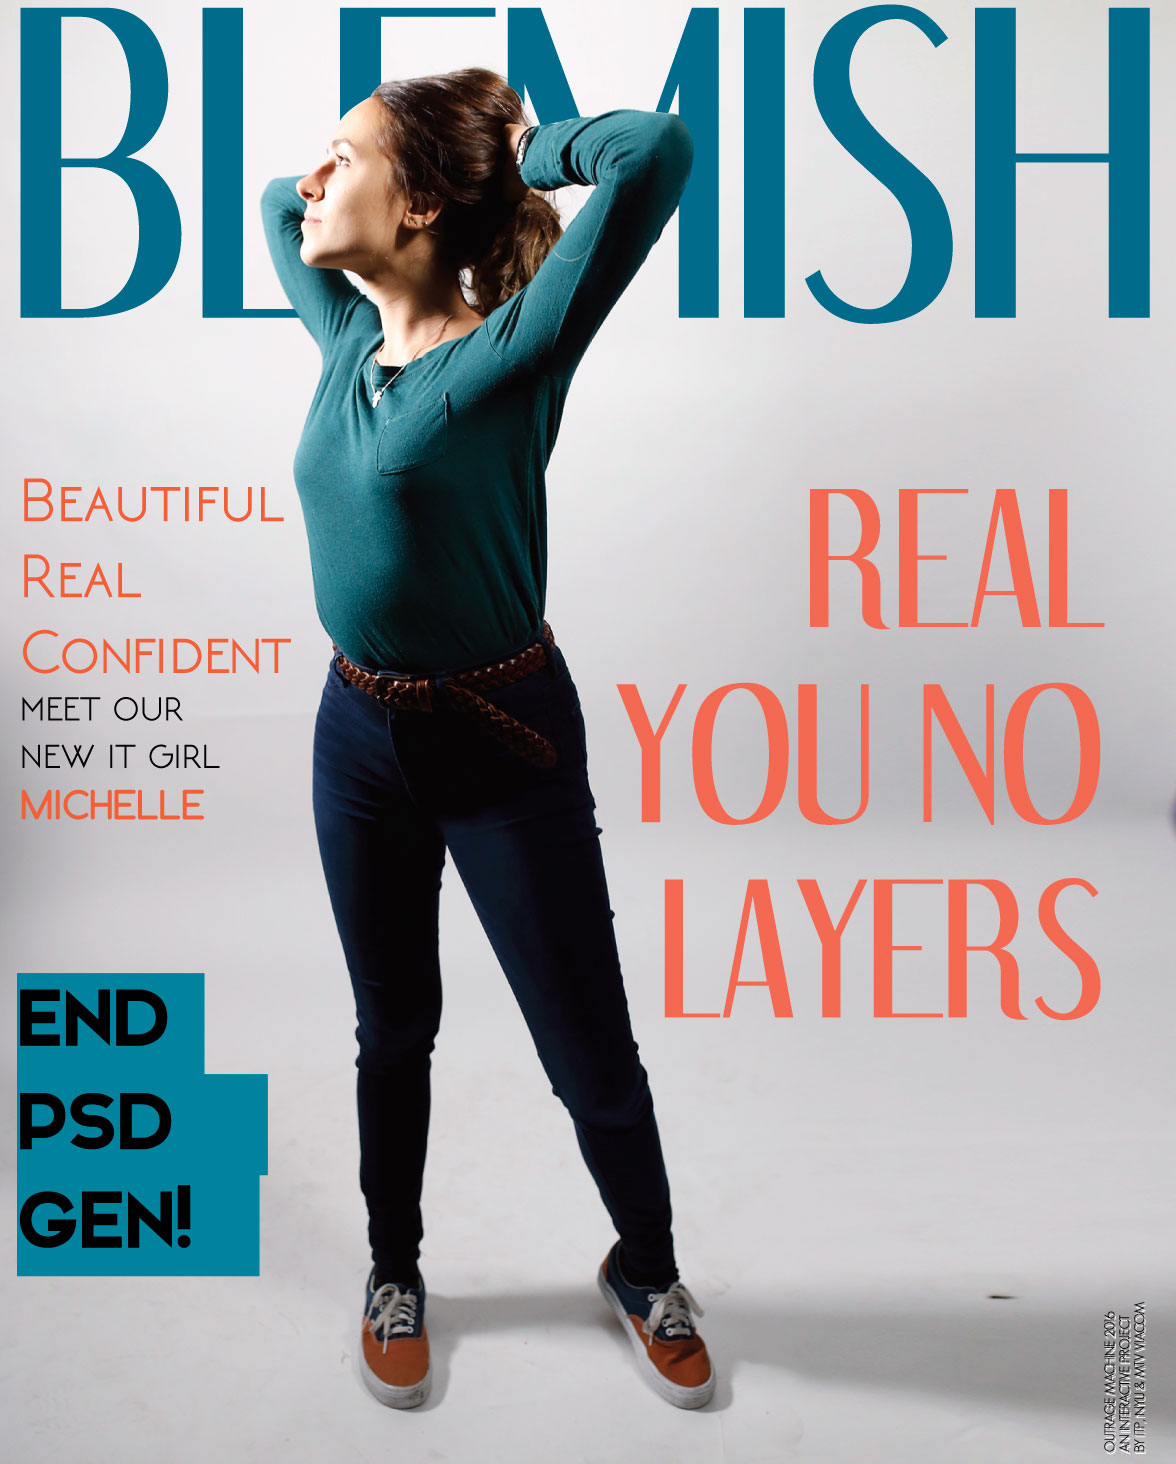 BLEMISH
BEAUTIFUL
REAL
CONFIDENT
MEET OUR
NEW IT GIRL
MICHELLE
REAL
YOU NO
LAYERS
END
PSD
GEN!
OUTRAGE MACHINE 2016
AN INTERACTIVE PROJECT
BY ITP, NYU & MTV VIACOM